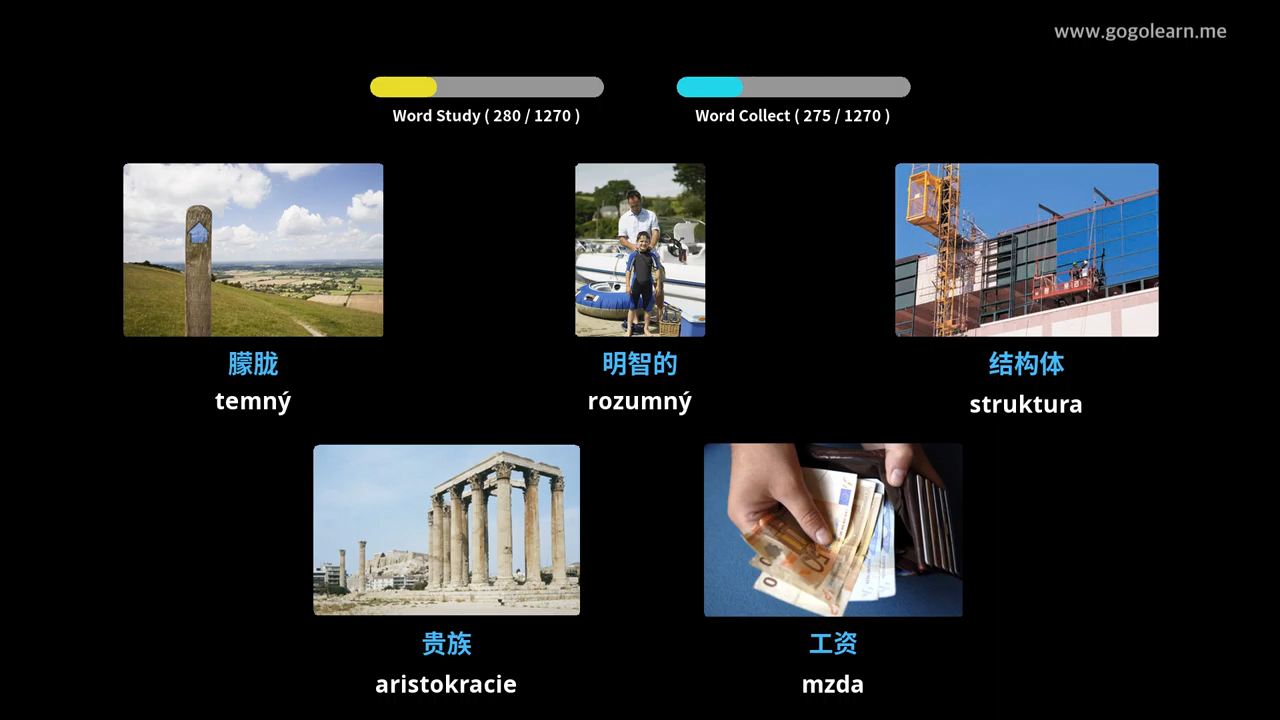 www.gogolearn.me
Word Study ( 280 / 1270 )
Word Collect ( 275 / 1270 )
朦胧
temný
明智的
rozumný
结构体
struktura
贵族
aristokracie
工资
mzda